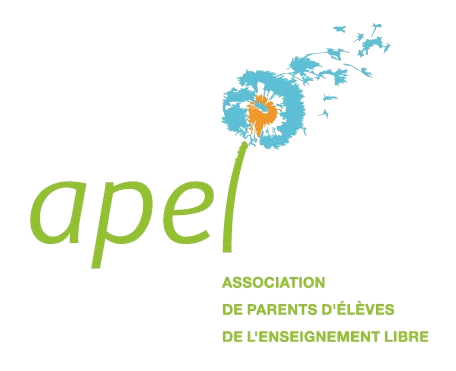 apel
ASSOCIATION
DE PARENTS D'ÉLÈVES
DE L'ENSEIGNEMENT LIBRE